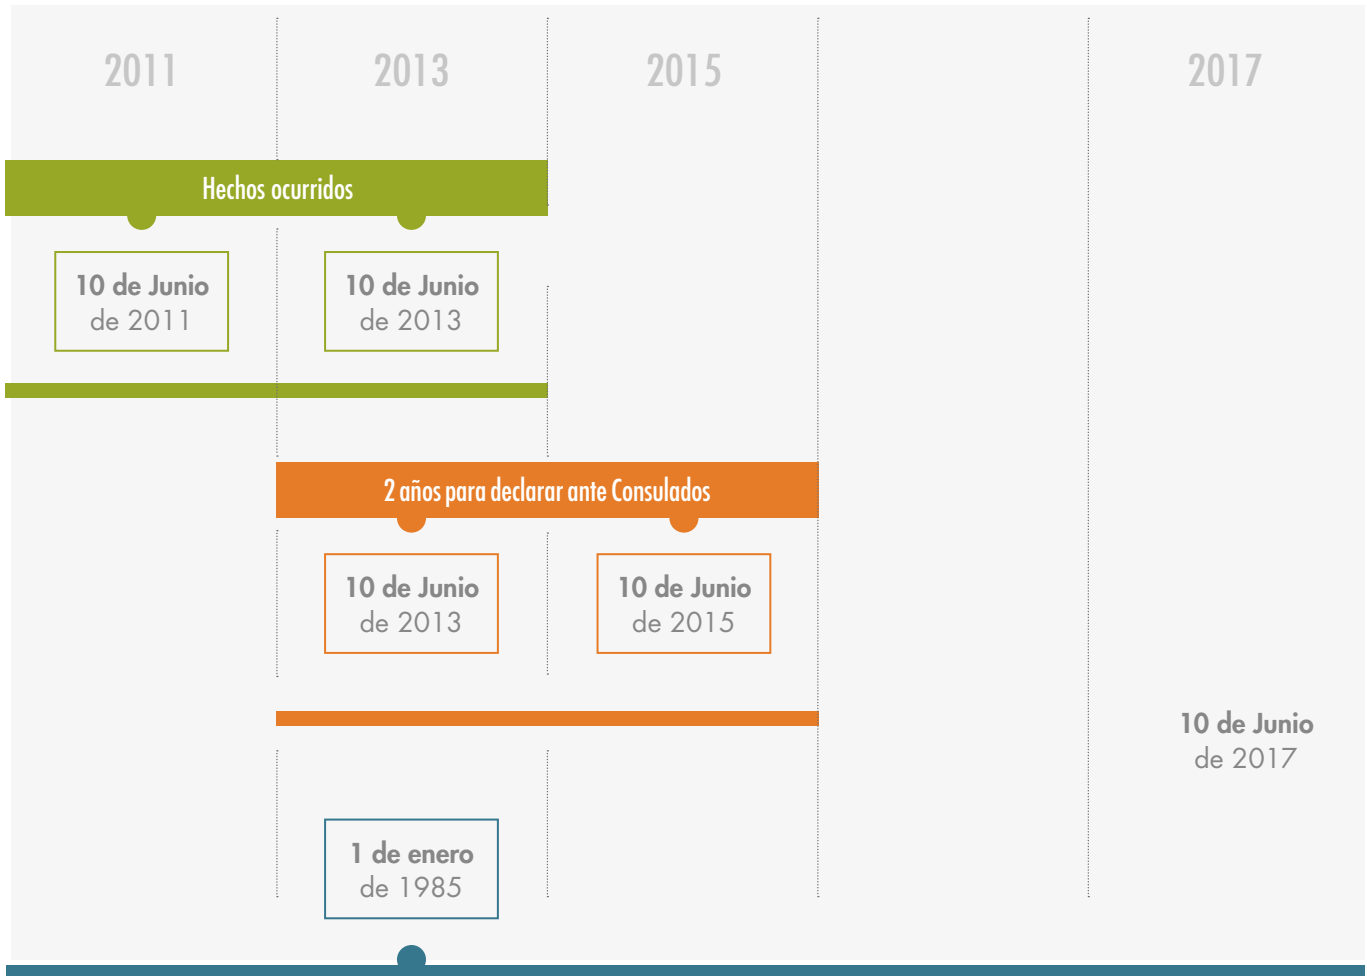 2011
2013
2015
2017
Hechos ocurridos
10 de Junio
de 2011
10 de Junio
de 2013
2 años para declarar ante Consulados
10 de Junio
de 2013
10 de Junio
de 2015
10 de Junio
de 2017
1 de enero
de 1985